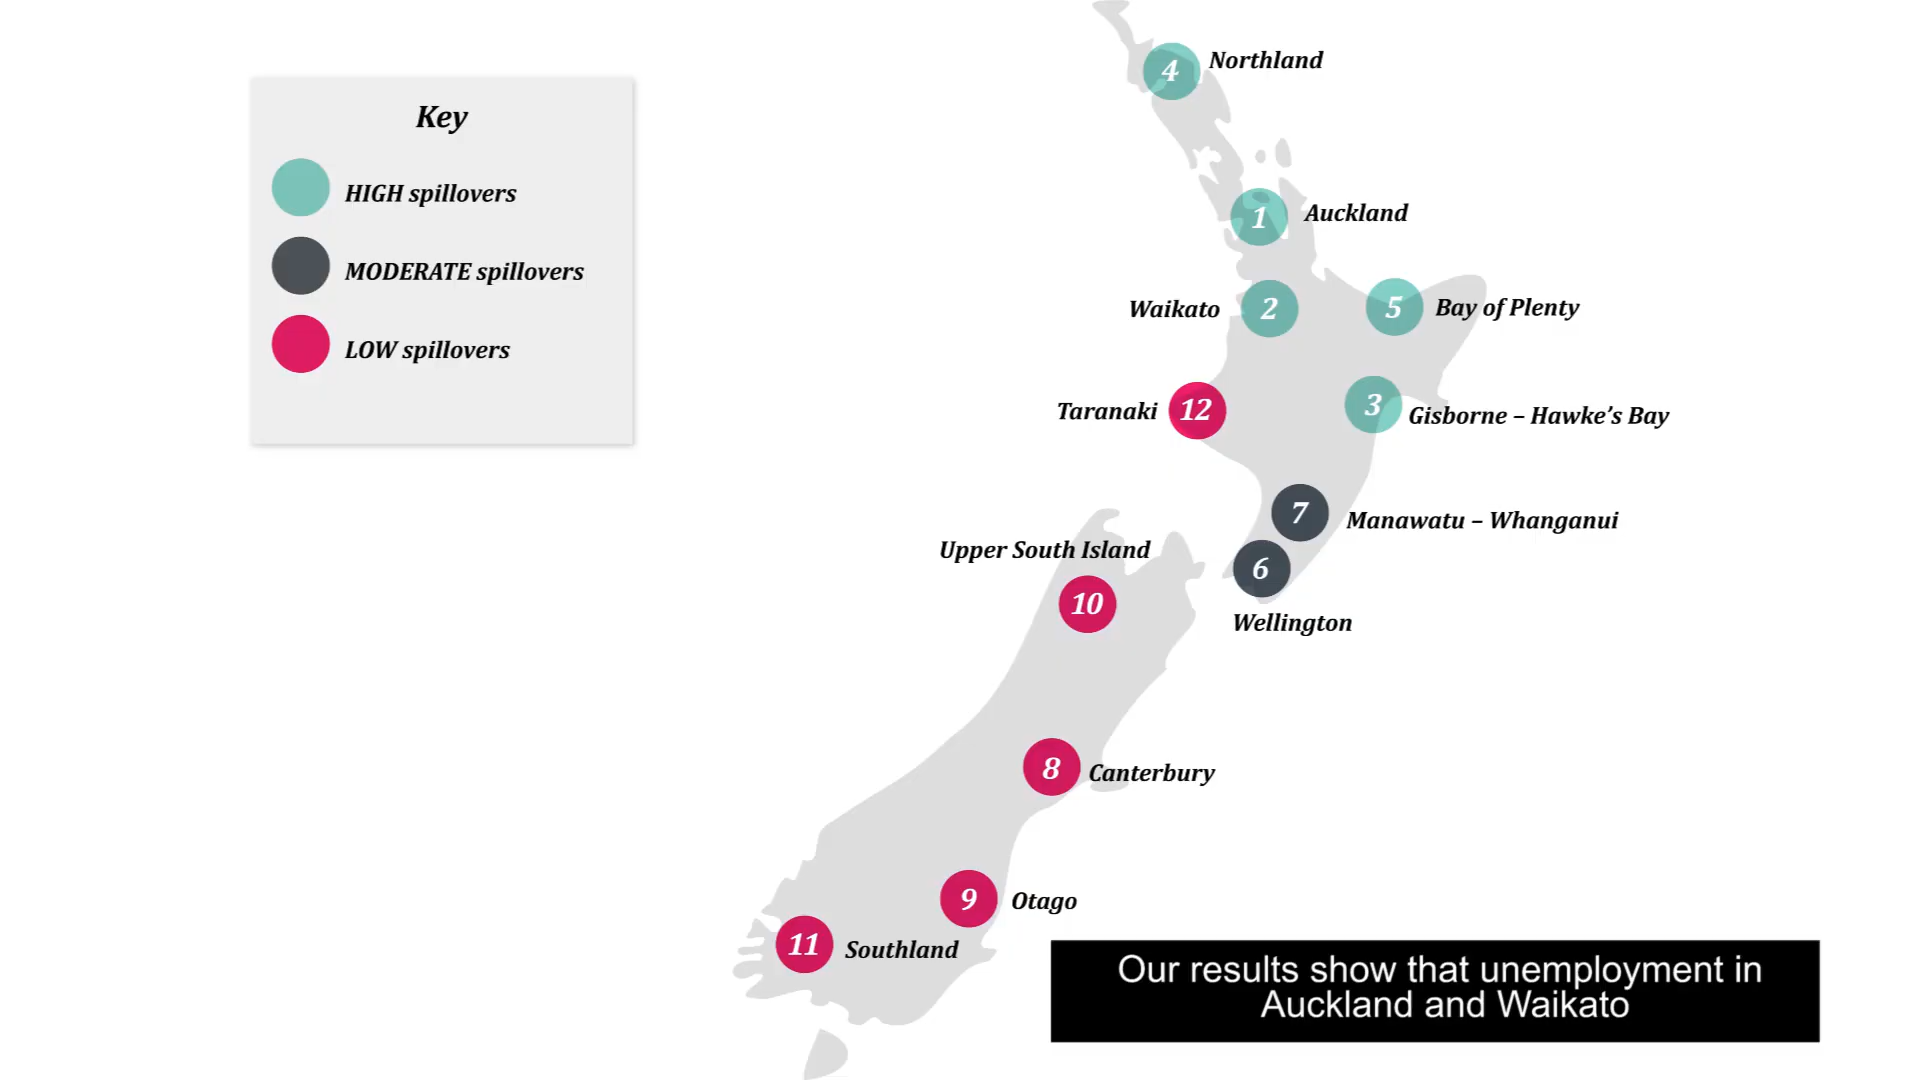 Key
HIGH spillovers
MODERATE spillovers
LOW spillovers
4 Northland
1 Auckland
Waikato 2
5 Bay of Plenty
Taranaki 12
3 Gisborne – Hawke’s Bay
7 Manawatu – Whanganui
Upper South Island
10
6
Wellington
8 Canterbury
9 Otago
11 Southland
Our results show that unemployment in
Auckland and Waikato